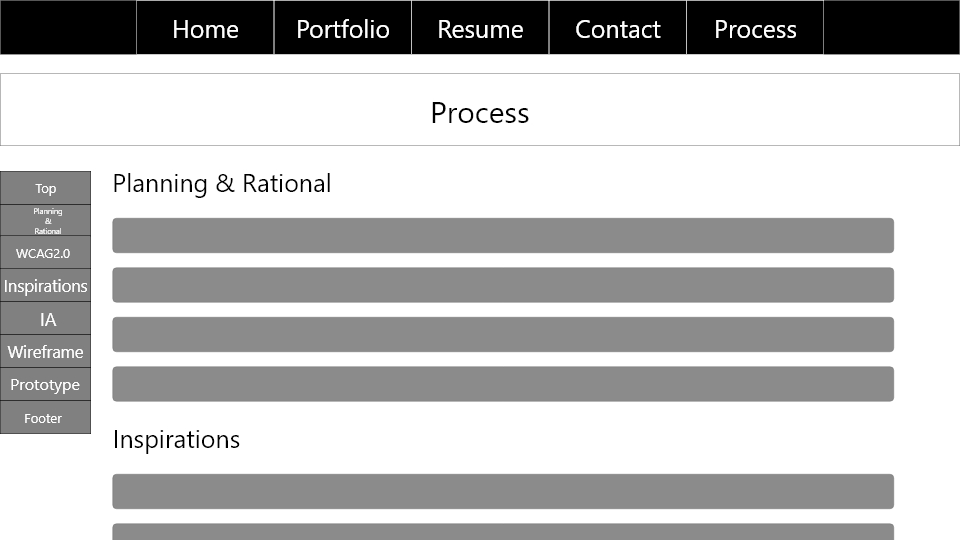 Home Portfolio Resume Contact Process
Process
Top
Planning
&
Rational
WCAG2.0
Inspirations
IA
Wireframe
Prototype
Footer
Planning & Rational
Inspirations